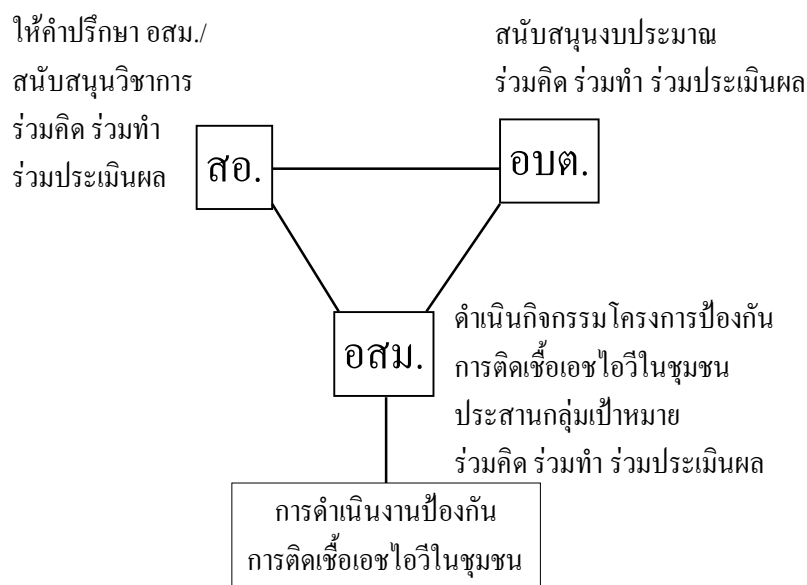 ให้คำปรึกษา อสม./
สนับสนุนวิชาการ
ร่วมคิด ร่วมทำ
ร่วมประเมินผล
สนับสนุนงบประมาณ
ร่วมคิด ร่วมทำ ร่วมประเมินผล
สอ.
อบต.
อสม.
ดำเนินกิจกรรมโครงการป้องกัน
การติดเชื้อเอชไอวีในชุมชน
ประสานกลุ่มเป้าหมาย
ร่วมคิด ร่วมทำ ร่วมประเมินผล
การดำเนินงานป้องกัน
การติดเชื้อเอชไอวีในชุมชน